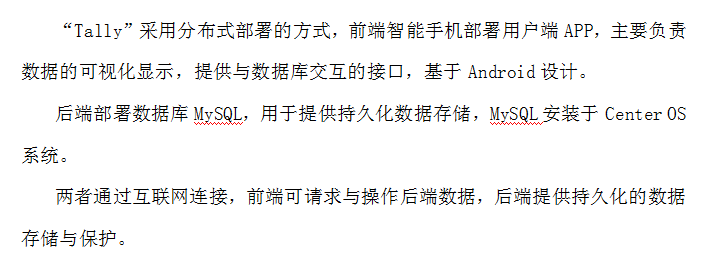 “Tally”采用分布式部署的方式，前端智能手机部署用户端 APP，主要负责
数据的可视化显示，提供与数据库交互的接口，基于 Android 设计。
后端部署数据库 MySQL，用于提供持久化数据存储，MySQL 安装于 Center OS
系统。
两者通过互联网连接，前端可请求与操作后端数据，后端提供持久化的数据
存储与保护。